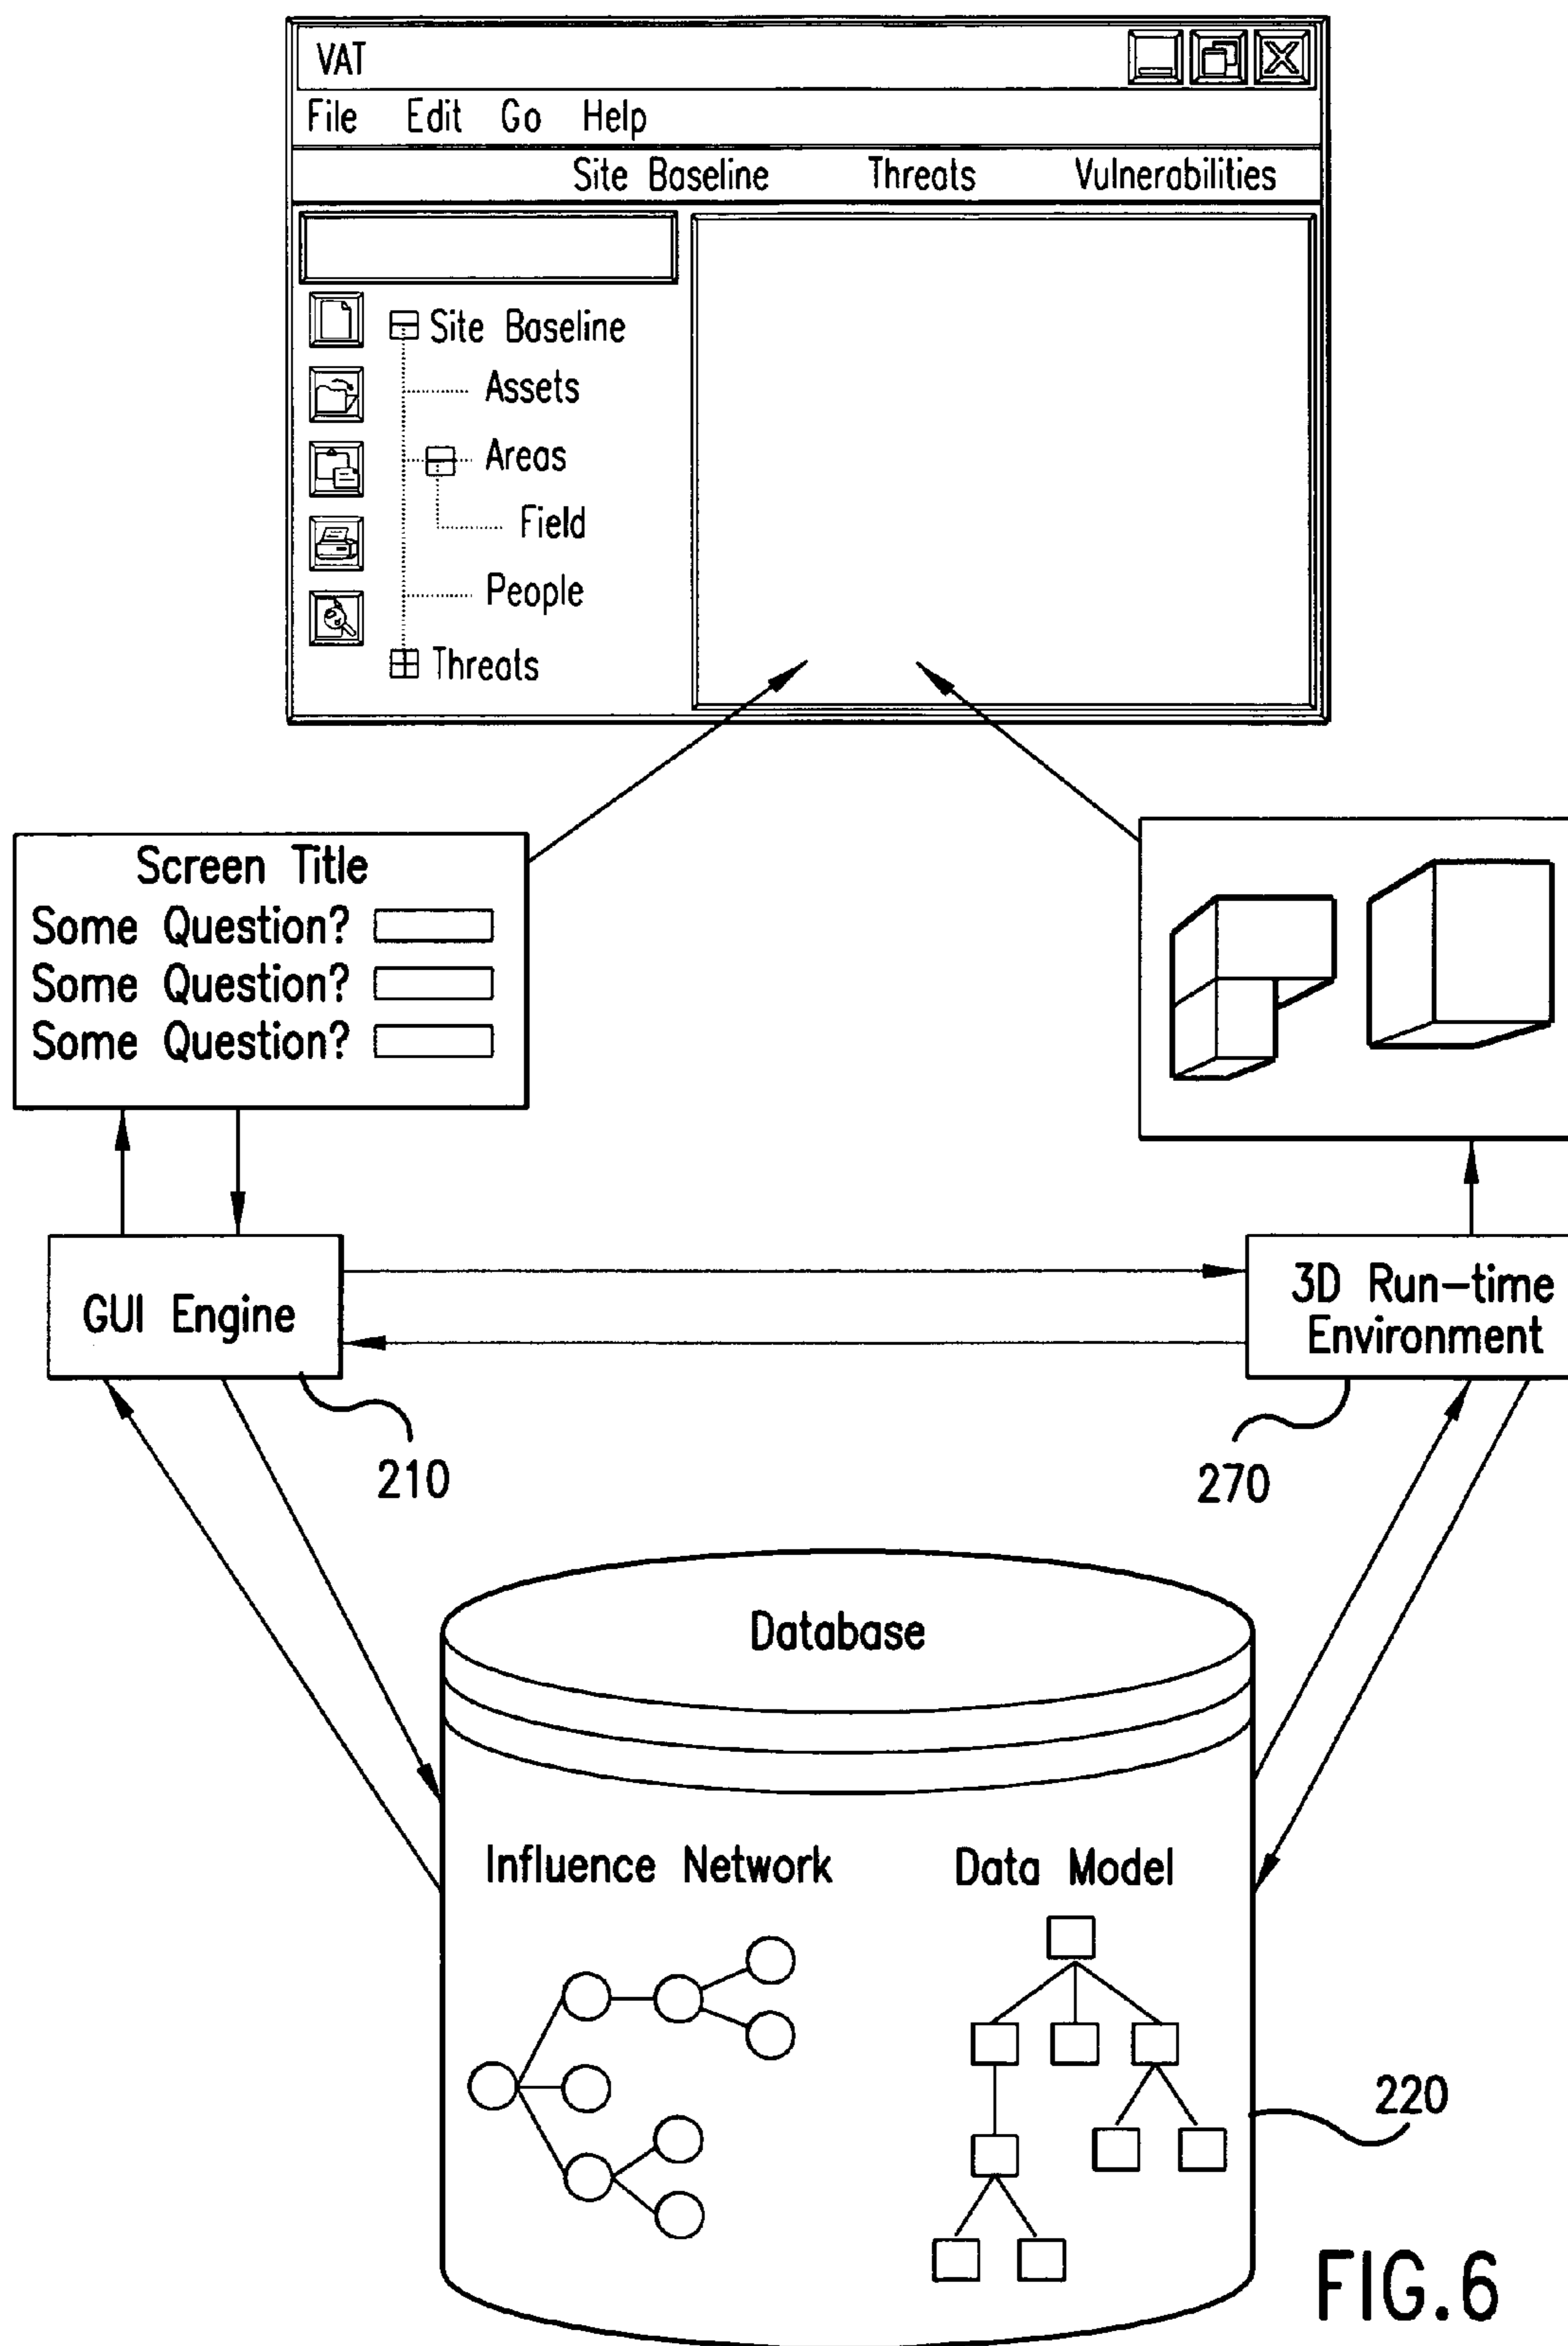 VAT
File Edit Go Help
Site Baseline Threats Vulnerabilities
Site Baseline
Assets
Areas
Field
People
Threats
Screen Title
Some Question?
Some Question?
Some Question?
GUI Engine
3D Run-time
Environment
210
270
Database
Influence Network Data Model
220
FIG.6